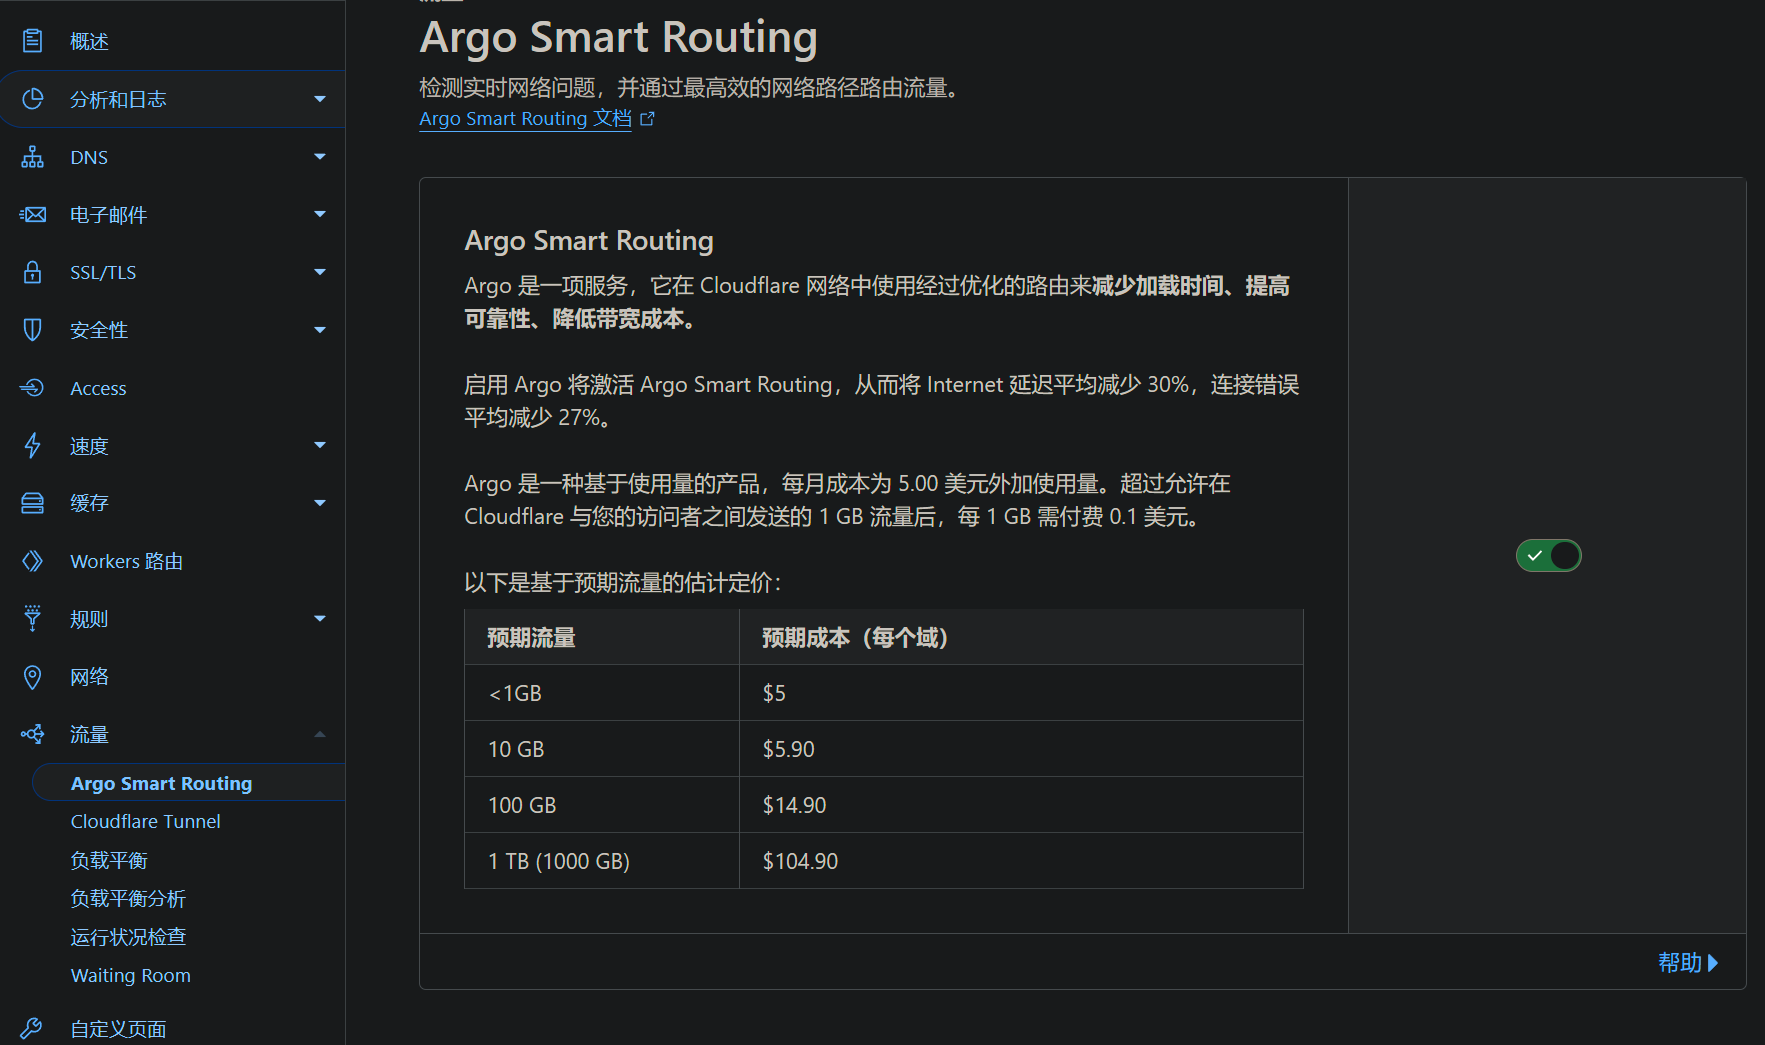 概述
分析和日志
DNS
电子邮件
SSL/TLS
安全性
Access
速度
缓存
Workers 路由
规则
网络
流量
Argo Smart Routing
Cloudflare Tunnel
负载平衡
负载平衡分析
运行状况检查
Waiting Room
自定义页面
Argo Smart Routing
检测实时网络问题，并通过最高效的网络路径路由流量。
Argo Smart Routing 文档
Argo Smart Routing
Argo 是一项服务，它在 Cloudflare 网络中使用经过优化的路由来减少加载时间、提高
可靠性、降低带宽成本。
启用 Argo 将激活 Argo Smart Routing，从而将 Internet 延迟平均减少 30%，连接错误
平均减少 27%。
Argo 是一种基于使用量的产品，每月成本为 5.00 美元外加使用量。超过允许在
Cloudflare 与您的访问者之间发送的 1 GB 流量后，每 1 GB 需付费 0.1 美元。
以下是基于预期流量的估计定价：
预期流量 预期成本（每个域）
<1GB $5
10 GB $5.90
100 GB $14.90
1 TB (1000 GB) $104.90
帮助